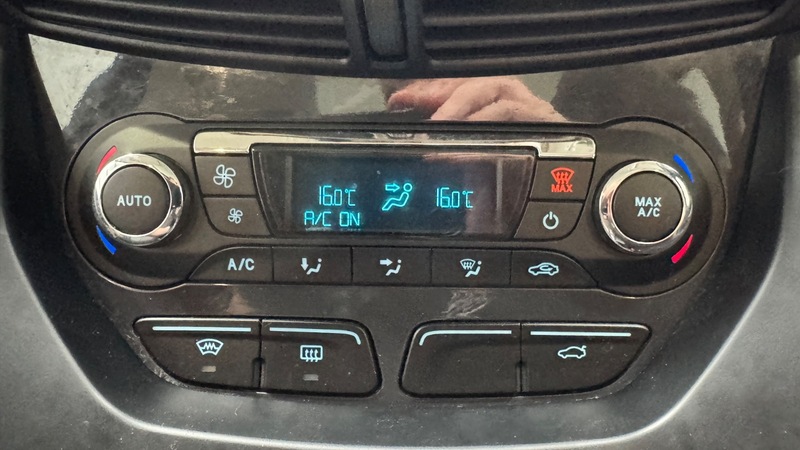 AUTO
16.0°C
16.0°C
A/C ON
MAX
MAX
A/C
A/C